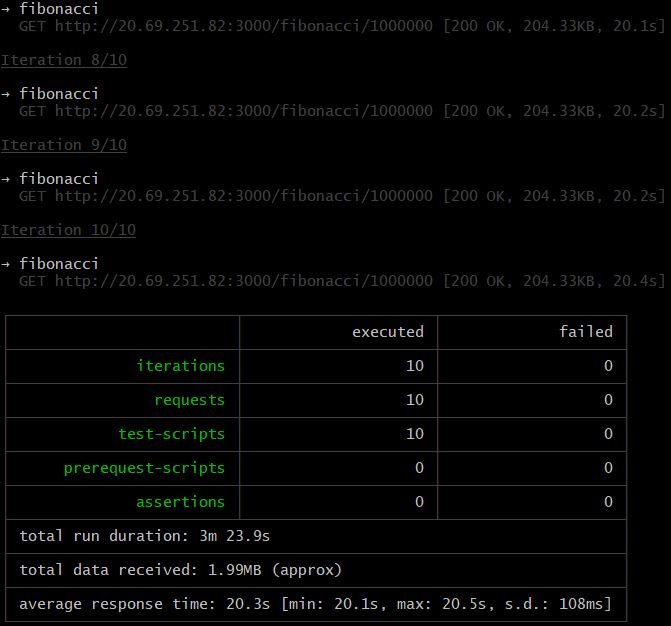 → fibonacci
GET http://20.69.251.82:3000/fibonacci/1000000 [200 OK, 204.33KB, 20.1s]
Iteration 8/10
→ fibonacci
GET http://20.69.251.82:3000/fibonacci/1000000 [200 OK, 204.33KB, 20.2s]
Iteration 9/10
→ fibonacci
GET http://20.69.251.82:3000/fibonacci/1000000 [200 OK, 204.33KB, 20.2s]
Iteration 10/10
→ fibonacci
GET http://20.69.251.82:3000/fibonacci/1000000 [200 OK, 204.33KB, 20.4s]
executed failed
iterations 10 0
requests 10 0
test-scripts 10 0
prerequest-scripts 0 0
assertions 0 0
total run duration: 3m 23.9s
total data received: 1.99MB (approx)
average response time: 20.3s [min: 20.1s, max: 20.5s, s.d.: 108ms]